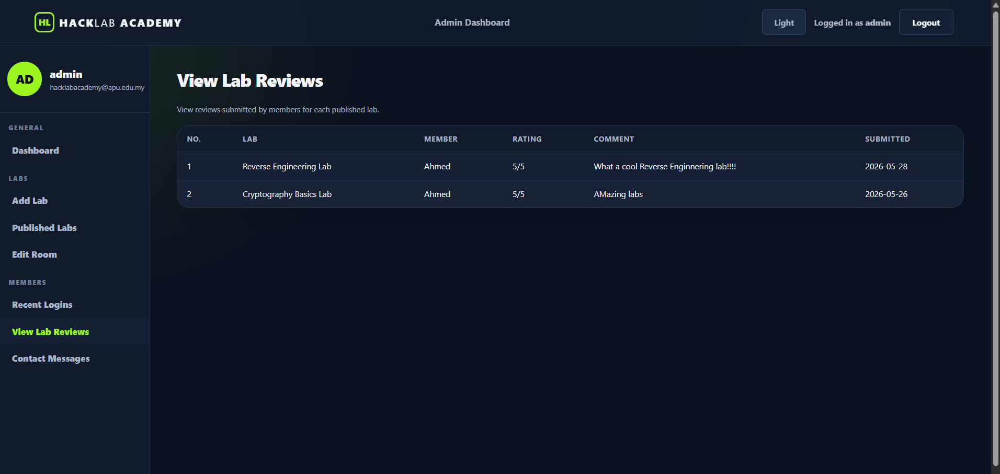 HL HACKLAB ACADEMY
Admin Dashboard
Light
Logged in as admin
Logout
AD
admin
hacklabacademy@apu.edu.my
GENERAL
Dashboard
LABS
Add Lab
Published Labs
Edit Room
MEMBERS
Recent Logins
View Lab Reviews
Contact Messages
View Lab Reviews
View reviews submitted by members for each published lab.
NO. LAB MEMBER RATING COMMENT SUBMITTED
1 Reverse Engineering Lab Ahmed 5/5 What a cool Reverse Enginnering lab!!!! 2026-05-28
2 Cryptography Basics Lab Ahmed 5/5 AMazing labs 2026-05-26